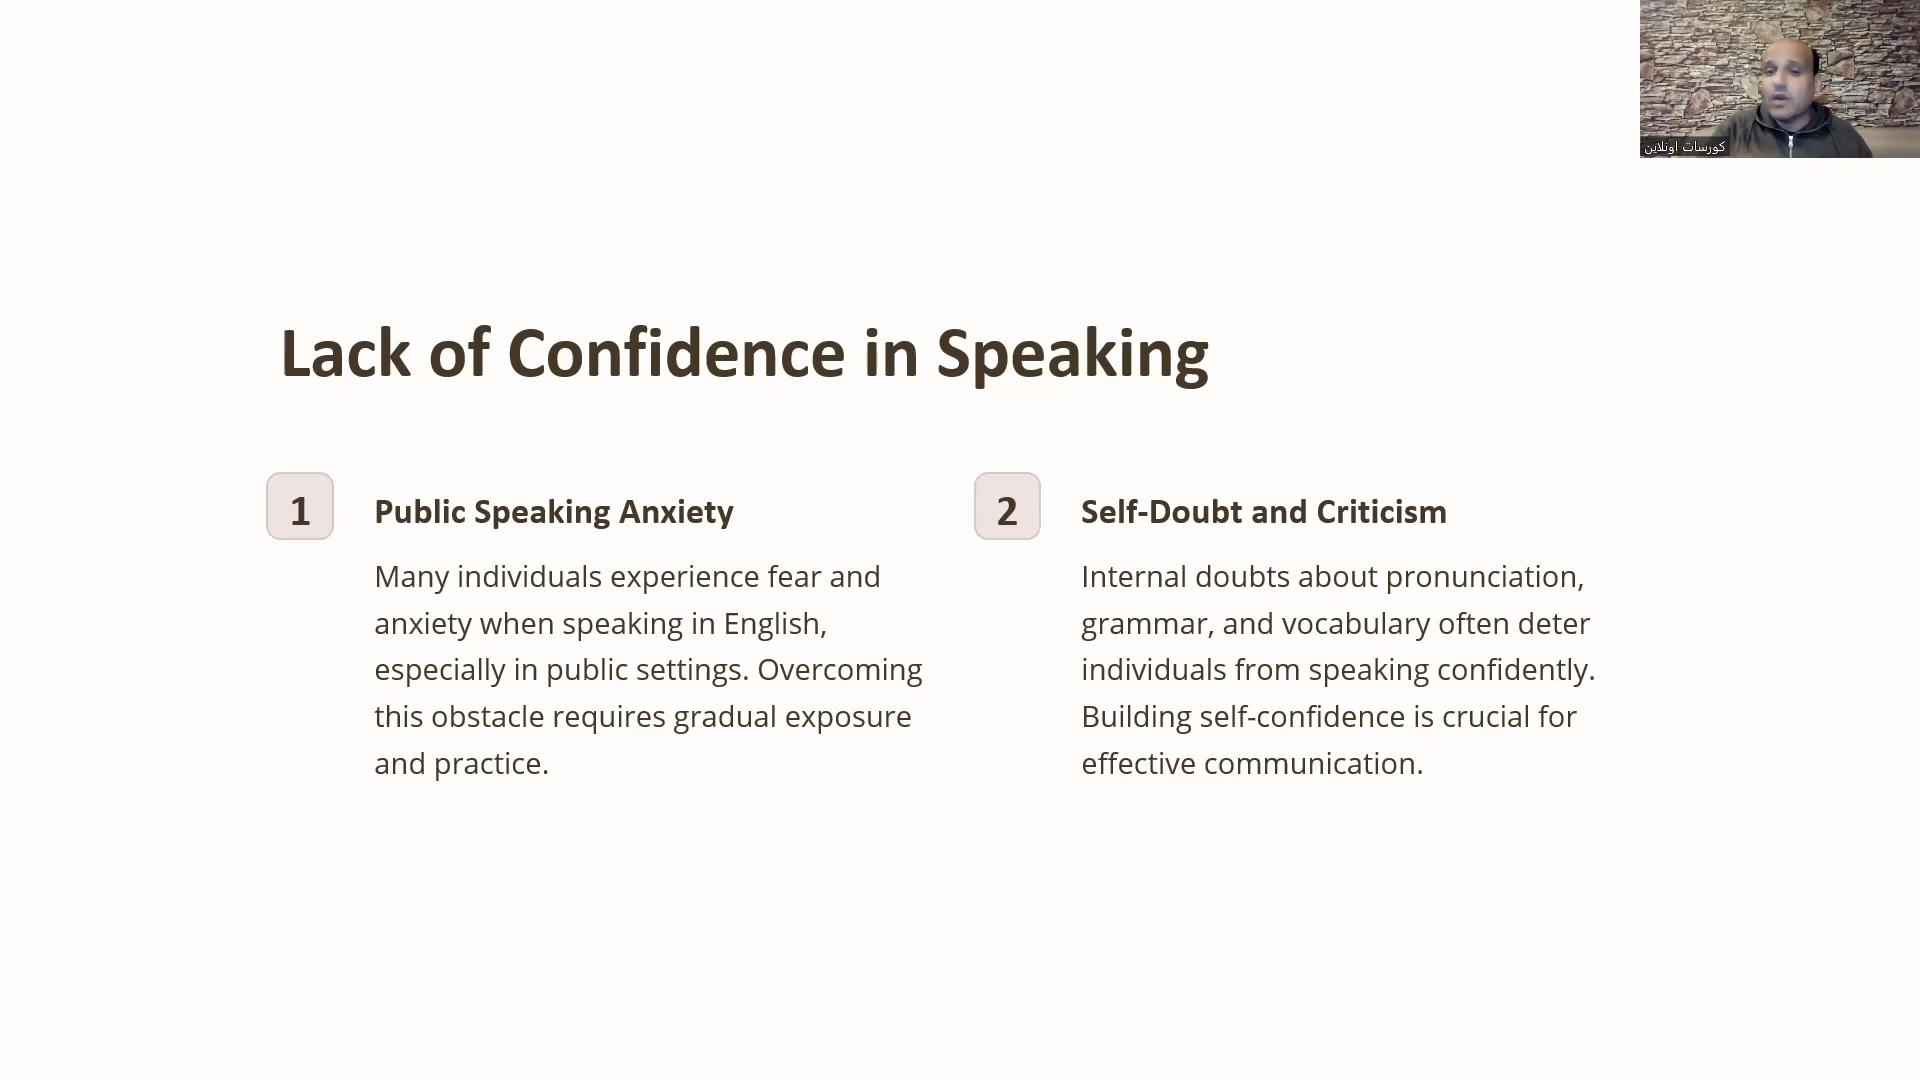 كورسات اونلاين
Lack of Confidence in Speaking
1
Public Speaking Anxiety
Many individuals experience fear and
anxiety when speaking in English,
especially in public settings. Overcoming
this obstacle requires gradual exposure
and practice.
2
Self-Doubt and Criticism
Internal doubts about pronunciation,
grammar, and vocabulary often deter
individuals from speaking confidently.
Building self-confidence is crucial for
effective communication.